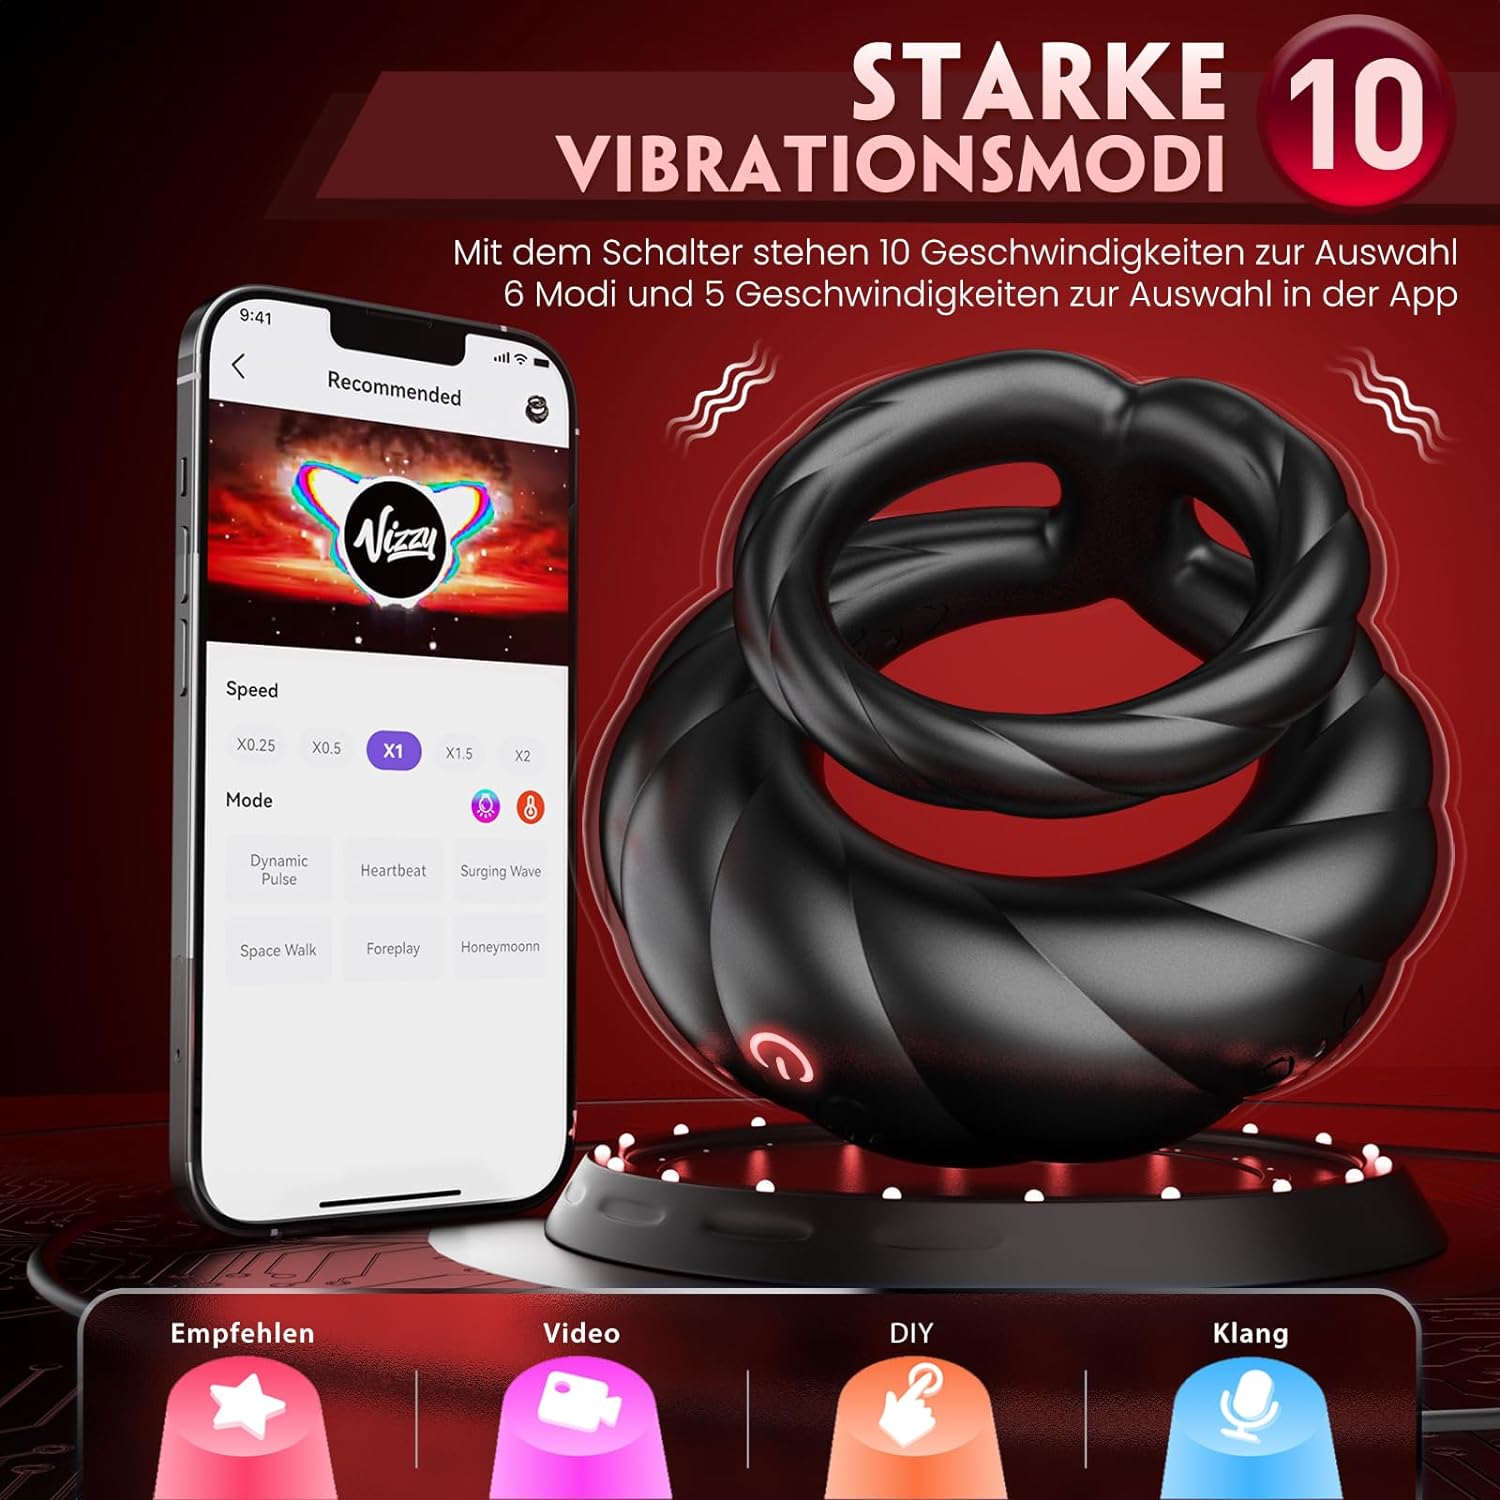 STARKE
VIBRATIONSMODI
10
Mit dem Schalter stehen 10 Geschwindigkeiten zur Auswahl
6 Modi und 5 Geschwindigkeiten zur Auswahl in der App
9:41
Recommended
Nizzy
Speed
X0.25 X0.5 X1 X1.5 X2
Mode
Dynamic
Pulse
Heartbeat
Surging Wave
Space Walk
Foreplay
Honeymoonn
Empfehlen
Video
DIY
Klang